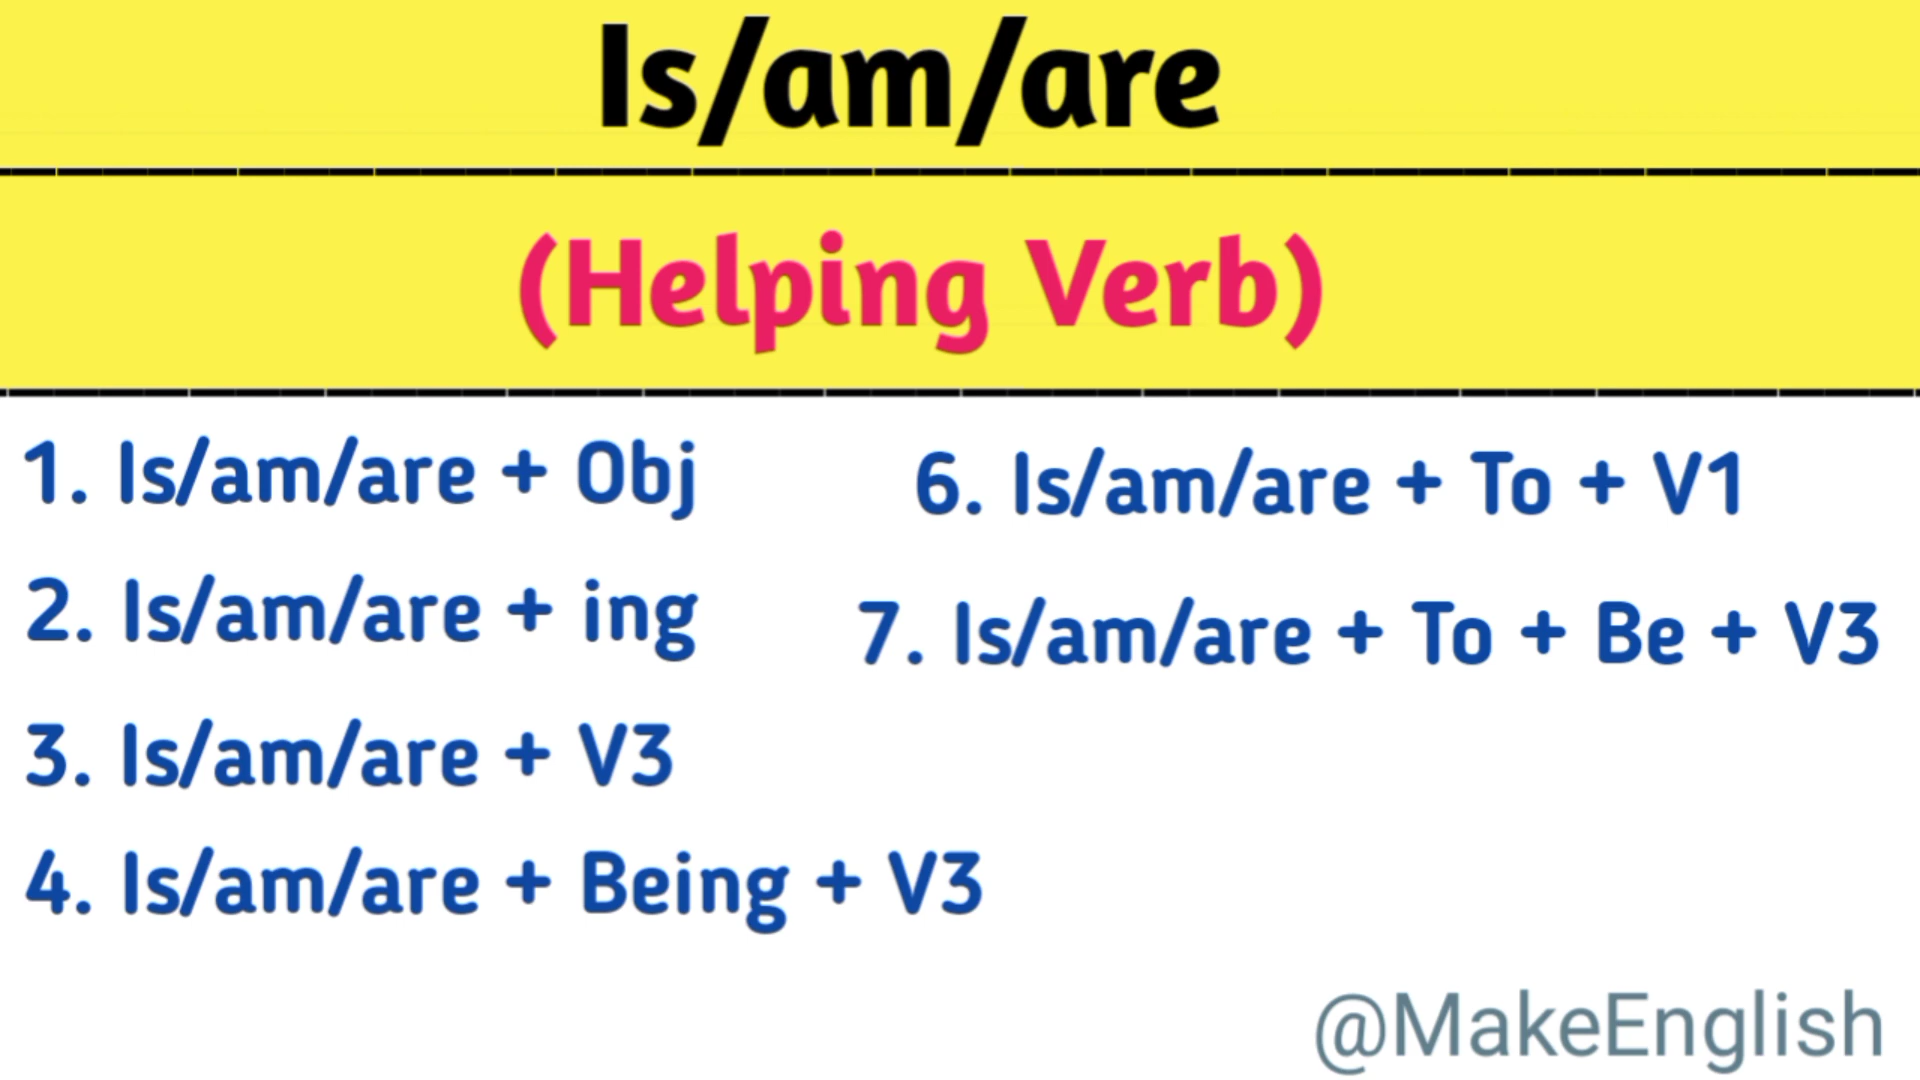 Is/am/are
(Helping Verb)
1. Is/am/are + Obj
2. Is/am/are + ing
3. Is/am/are + V3
4. Is/am/are + Being + V3
6. Is/am/are + To + V1
7. Is/am/are + To + Be + V3
@MakeEnglish